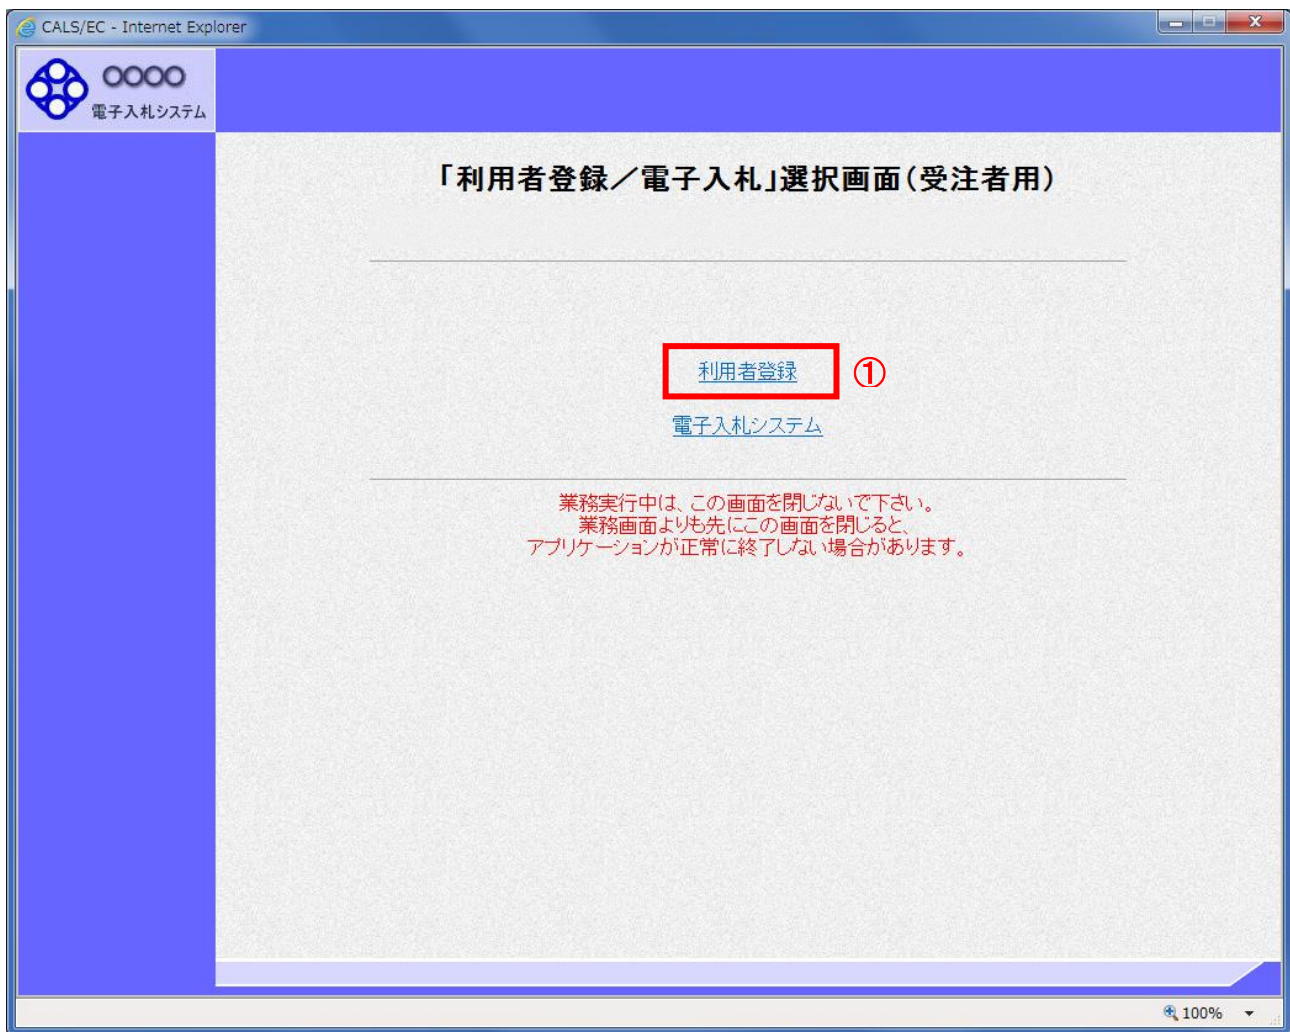 CALS/EC - Internet Explorer
○○○○
電子入札システム
「利用者登録／電子入札」選択画面（受注者用）
利用者登録 ①
電子入札システム
業務実行中は、この画面を閉じないで下さい。
業務画面よりも先にこの画面を閉じると、
アプリケーションが正常に終了しない場合があります。
100%